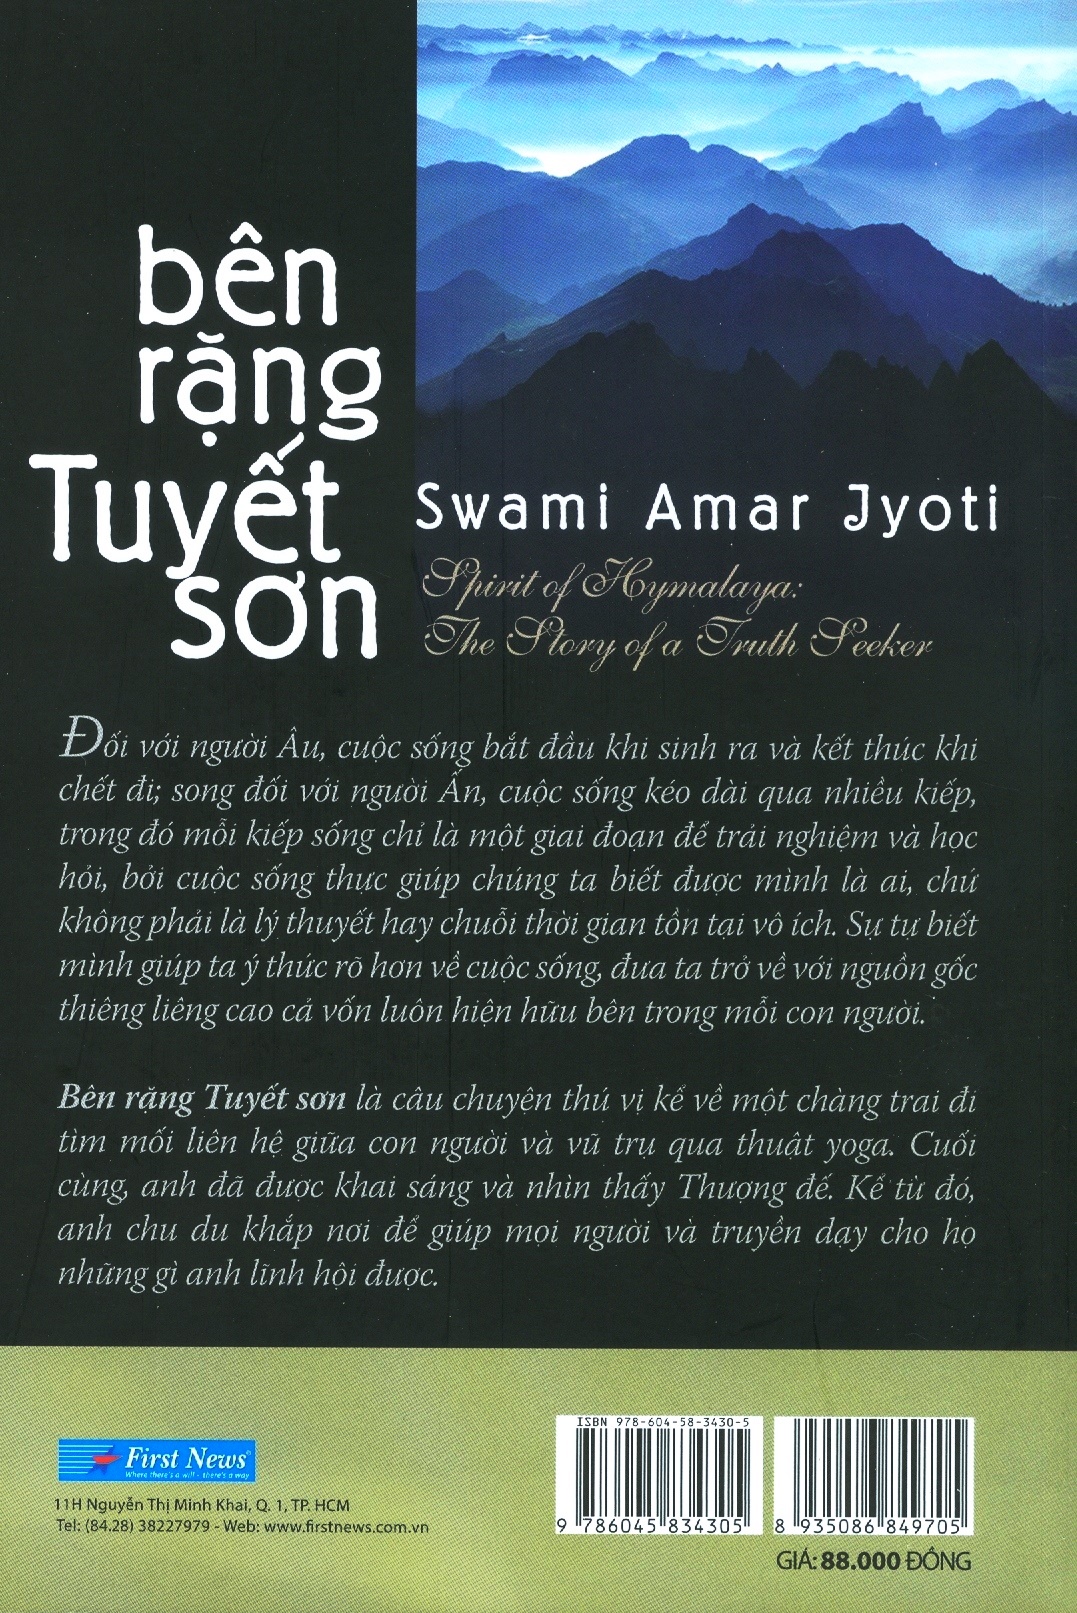 bên
rặng
Tuyết
sơn
Swami Amar Jyoti
Spirit of Hymalaya:
The Story of a Truth Seeker
Đối với người Âu, cuộc sống bắt đầu khi sinh ra và kết thúc khi
chết đi; song đối với người Ấn, cuộc sống kéo dài qua nhiều kiếp,
trong đó mỗi kiếp sống chỉ là một giai đoạn để trải nghiệm và học
hỏi, bởi cuộc sống thực giúp chúng ta biết được mình là ai, chứ
không phải là lý thuyết hay chuỗi thời gian tồn tại vô ích. Sự tự biết
mình giúp ta ý thức rõ hơn về cuộc sống, đưa ta trở về với nguồn gốc
thiêng liêng cao cả vốn luôn hiện hữu bên trong mỗi con người.
Bên rặng Tuyết sơn là câu chuyện thú vị kể về một chàng trai đi
tìm mối liên hệ giữa con người và vũ trụ qua thuật yoga. Cuối
cùng, anh đã được khai sáng và nhìn thấy Thượng đế. Kể từ đó,
anh chu du khắp nơi để giúp mọi người và truyền dạy cho họ
những gì anh lĩnh hội được.
First News
Where there's a will - there's a way
11H Nguyễn Thị Minh Khai, Q. 1, TP. HCM
Tel: (84.28) 38227979 - Web: www.firstnews.com.vn
ISBN 978-604-58-3430-5
9 786045 834305
8 935086 849705
GIÁ: 88.000 ĐỒNG